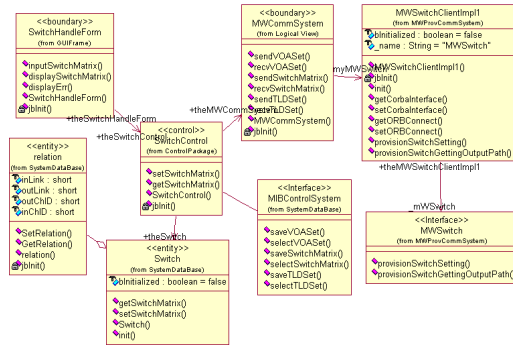 <<boundary>>
SwitchHandleForm
(from GUIFrame)
inputSwitchMatrix()
displaySwitchMatrix()
displayErr()
SwitchHandleForm()
jbInit()
+theSwitchHandleForm
+theSwitchControl
<<boundary>>
MWCommSystem
(from Logical View)
sendVOASet()
recvVOASet()
sendSwitchMatrix()
recvSwitchMatrix()
sendTLDSet()
MWCommSystem()
jbInit()
+theMWCommSystem
myMWSwitch
MWSwitchClientImpl1
(from MWProvCommSystem)
bInitialized : boolean = false
_name : String = "MWSwitch"
MWSwitchClientImpl1()
jbInit()
init()
getCorbaInterface()
setCorbaInterface()
getORBConnect()
setORBConnect()
provisionSwitchSetting()
provisionSwitchGettingOutputPath()
+theMWSwitchClientImpl1
_mWSwitch
<<control>>
SwitchControl
(from ControlPackage)
setSwitchMatrix()
getSwitchMatrix()
SwitchControl()
jbInit()
+theSwitch
<<entity>>
relation
(from SystemDataBase)
inLink : short
outLink : short
outChID : short
inChID : short
SetRelation()
GetRelation()
relation()
jbInit()
<<Interface>>
MIBControlSystem
(from SystemDataBase)
saveVOASet()
selectVOASet()
saveSwitchMatrix()
selectSwitchMatrix()
saveTLDSet()
selectTLDSet()
<<Interface>>
MWSwitch
(from MWProvCommSystem)
provisionSwitchSetting()
provisionSwitchGettingOutputPath()
<<entity>>
Switch
(from SystemDataBase)
bInitialized : boolean = false
getSwitchMatrix()
setSwitchMatrix()
Switch()
init()